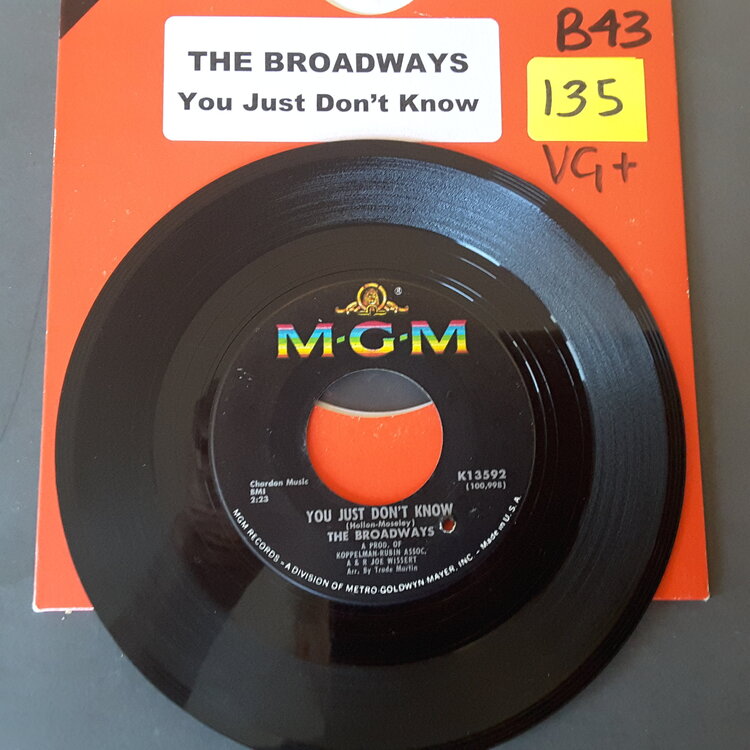 B43
THE BROADWAYS
You Just Don't Know
135
VG+
®
M-G-M
Chardon Music
BMI
2:23
K13592
(100,998)
YOU JUST DON'T KNOW
(Hollon-Moseley)
THE BROADWAYS
A PROD. OF
KOPPELMAN-RUBIN ASSOC.
A & R JOE WISSERT
Arr. By Trade Martin
MGM RECORDS - A DIVISION OF METRO-GOLDWYN MAYER, INC. - Made in U.S.A.